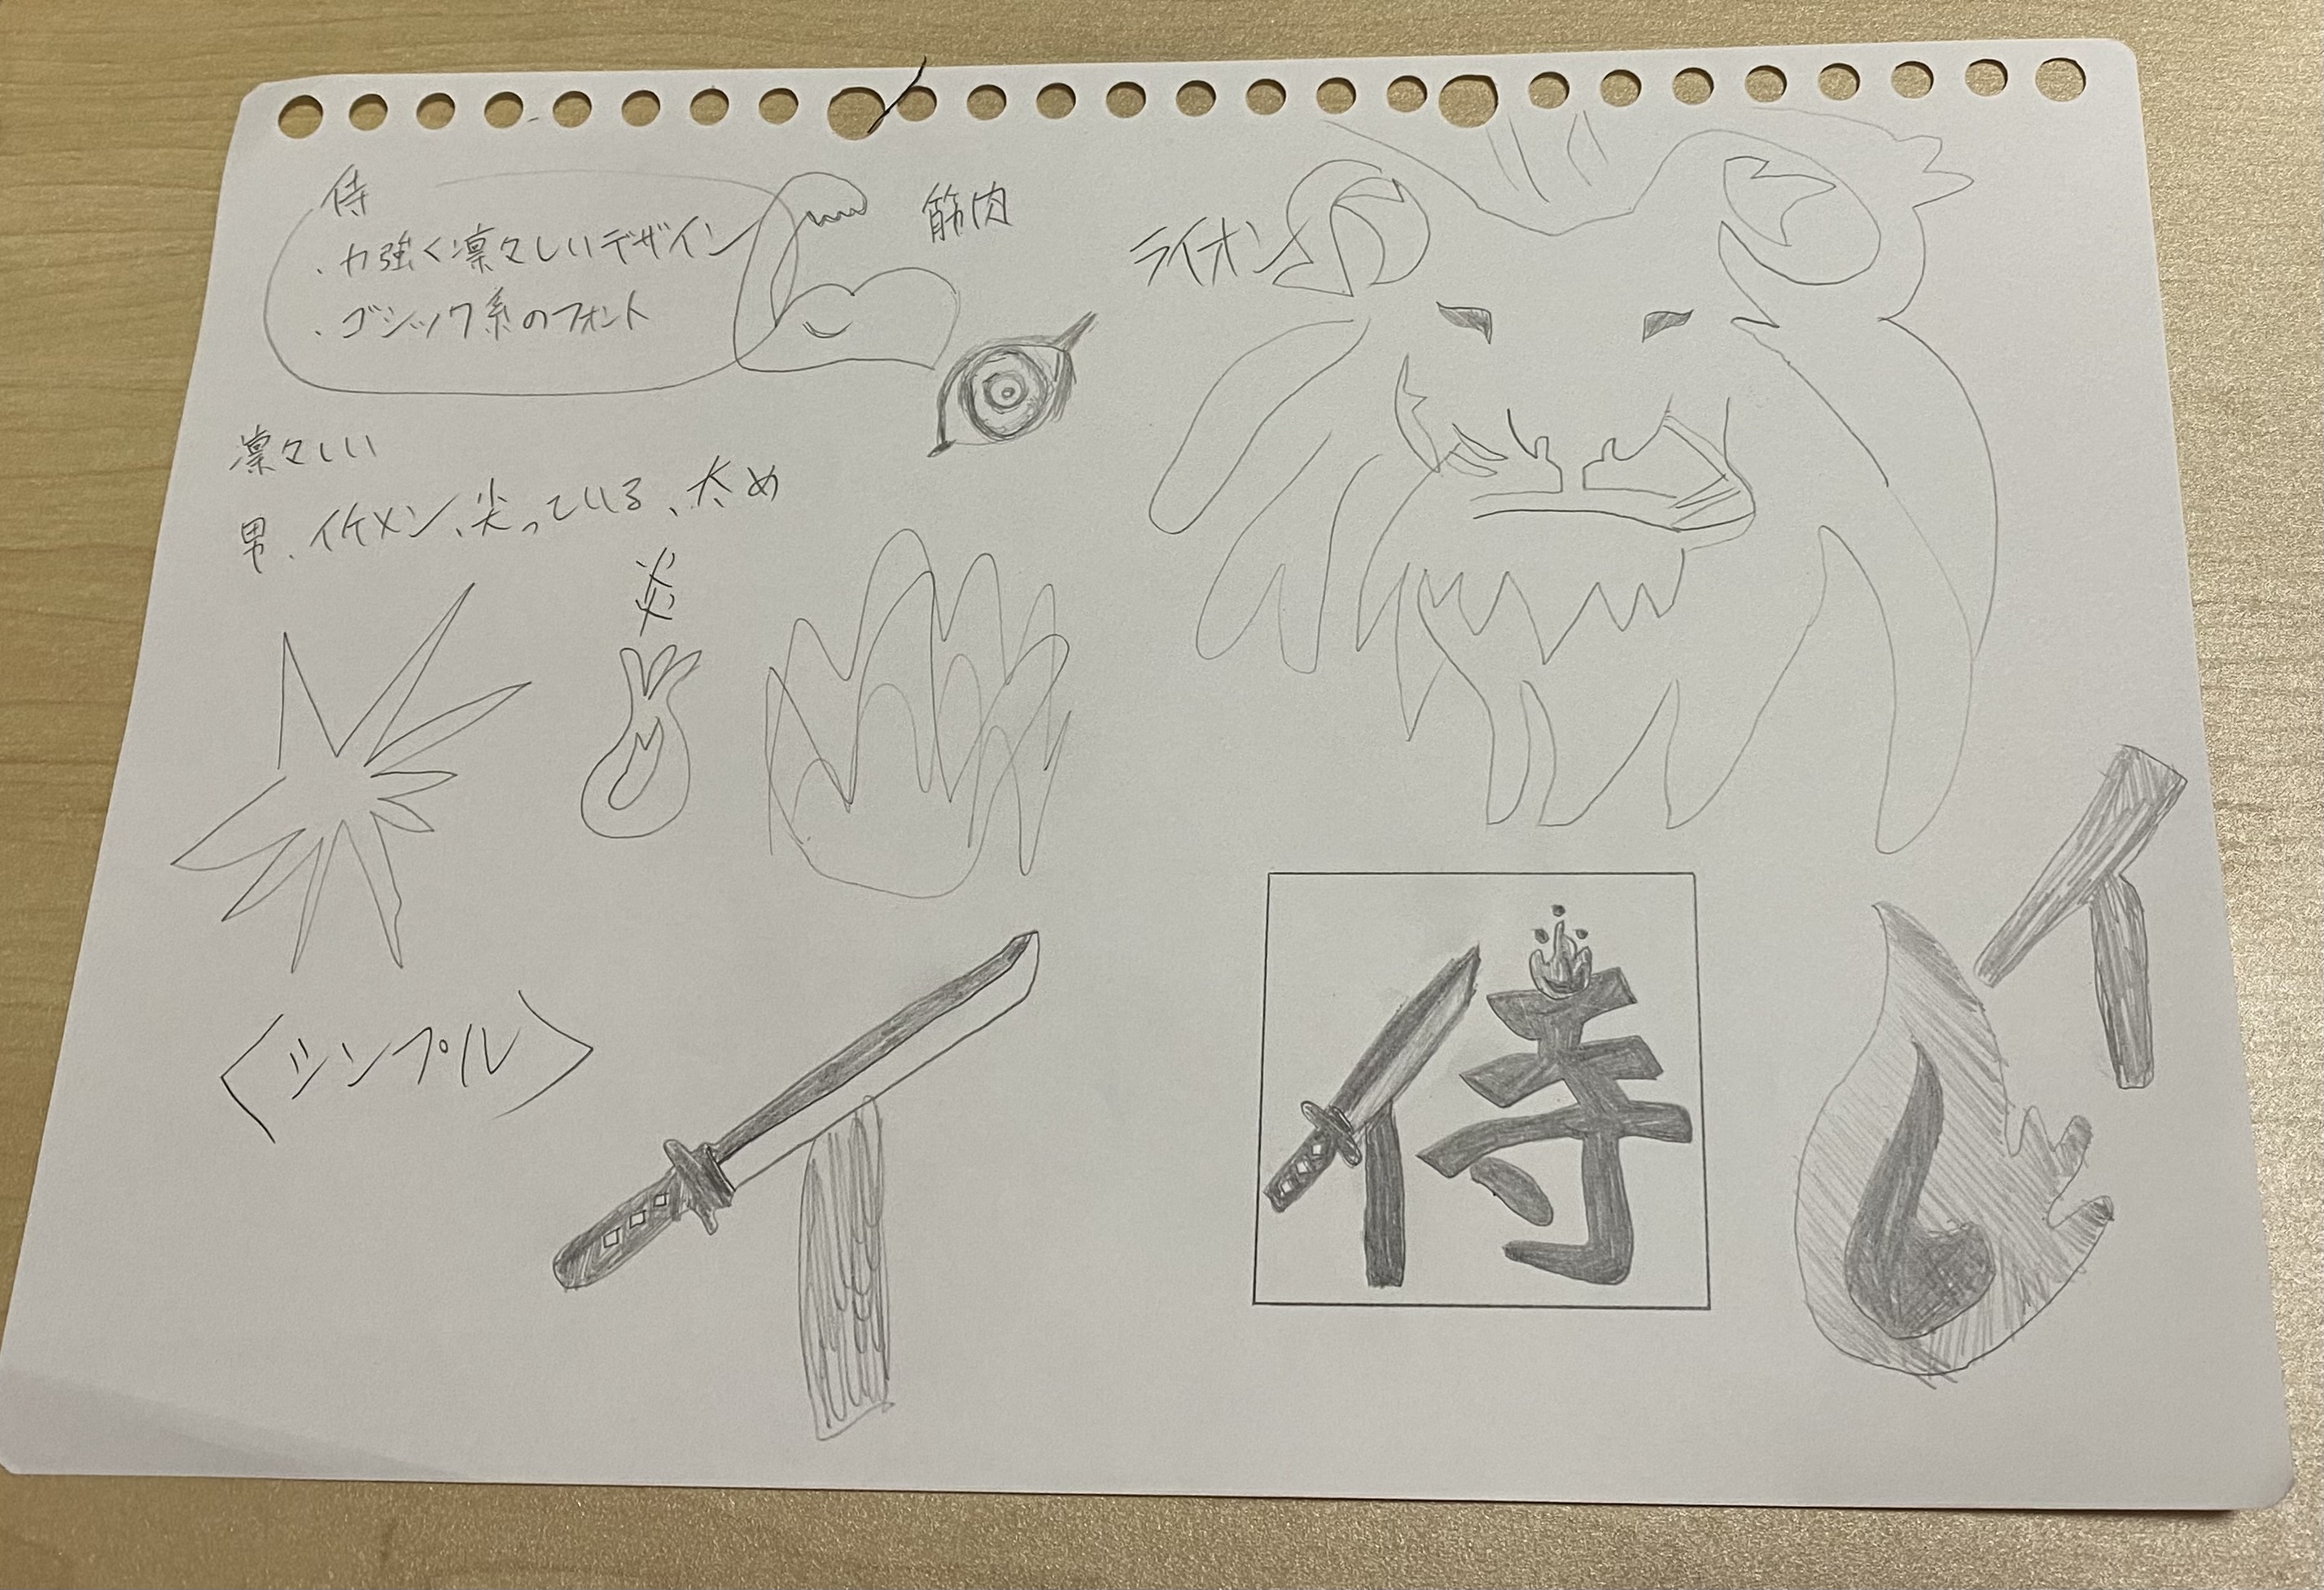 侍
・力強く凛々しいデザイン
・ゴシック系のフォント
筋肉
ライオン
凛々しい
男、イケメン、尖っている、太め
炎
〈シンプル〉
侍
イ